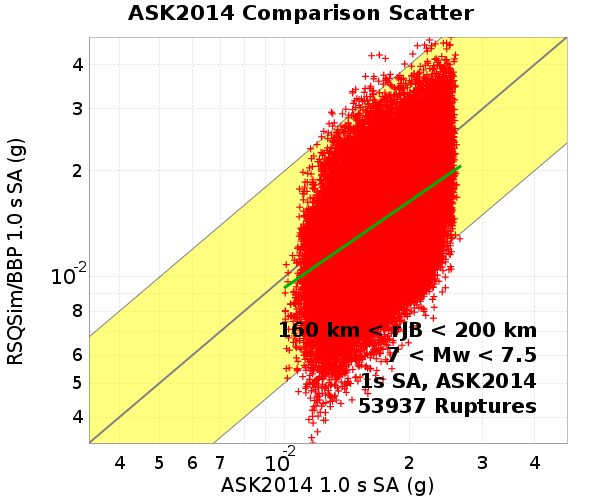 ASK2014 Comparison Scatter
RSQSim/BBP 1.0 s SA (g)
4
3
2
10-2
8
7
6
5
4
160 km < rJB < 200 km
7 < Mw < 7.5
1s SA, ASK2014
53937 Ruptures
4 5 6 7 10-2 2 3 4
ASK2014 1.0 s SA (g)